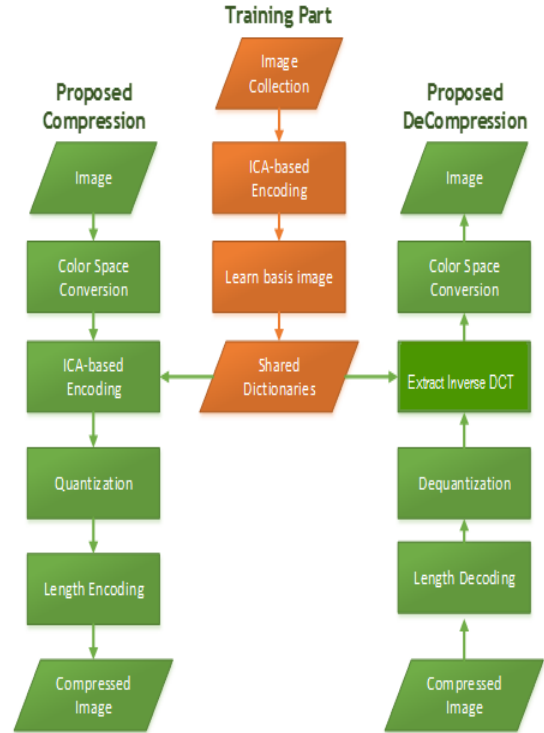 Training Part
Image
Collection
ICA-based
Encoding
Learn basis image
Shared
Dictionaries
Proposed
Compression
Image
Color Space
Conversion
ICA-based
Encoding
Quantization
Length Encoding
Compressed
Image
Proposed
DeCompression
Image
Color Space
Conversion
Extract Inverse DCT
Dequantization
Length Decoding
Compressed
Image